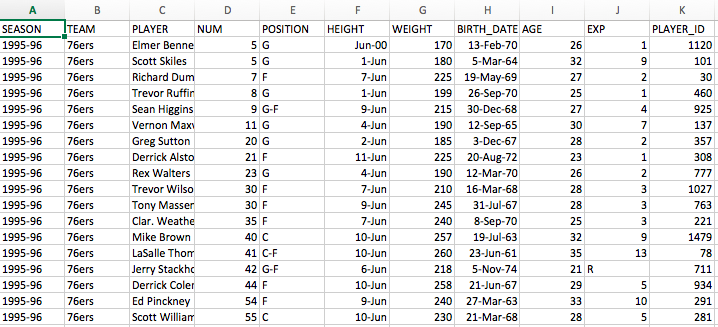 A B C D E F G H I J K
SEASON TEAM PLAYER NUM POSITION HEIGHT WEIGHT BIRTH_DATE AGE EXP PLAYER_ID
1995-96 76ers Elmer Benne 5 G Jun-00 170 13-Feb-70 26 1 1120
1995-96 76ers Scott Skiles 5 G 1-Jun 180 5-Mar-64 32 9 101
1995-96 76ers Richard Dum 7 F 7-Jun 225 19-May-69 27 2 30
1995-96 76ers Trevor Ruffin 8 G 1-Jun 199 26-Sep-70 25 1 460
1995-96 76ers Sean Higgins 9 G-F 9-Jun 215 30-Dec-68 27 4 925
1995-96 76ers Vernon Maxw 11 G 4-Jun 190 12-Sep-65 30 7 137
1995-96 76ers Greg Sutton 20 G 2-Jun 185 3-Dec-67 28 2 357
1995-96 76ers Derrick Alsto 21 F 11-Jun 225 20-Aug-72 23 1 308
1995-96 76ers Rex Walters 23 G 4-Jun 190 12-Mar-70 26 2 777
1995-96 76ers Trevor Wilso 30 F 7-Jun 210 16-Mar-68 28 3 1027
1995-96 76ers Tony Massen 30 F 9-Jun 245 31-Jul-67 28 3 763
1995-96 76ers Clar. Weathe 35 F 7-Jun 240 8-Sep-70 25 3 221
1995-96 76ers Mike Brown 40 C 10-Jun 257 19-Jul-63 32 9 1479
1995-96 76ers LaSalle Thom 41 C-F 10-Jun 260 23-Jun-61 35 13 78
1995-96 76ers Jerry Stackho 42 G-F 6-Jun 218 5-Nov-74 21 R 711
1995-96 76ers Derrick Coler 44 F 10-Jun 258 21-Jun-67 29 5 934
1995-96 76ers Ed Pinckney 54 F 9-Jun 240 27-Mar-63 33 10 291
1995-96 76ers Scott William 55 C 10-Jun 230 21-Mar-68 28 5 281